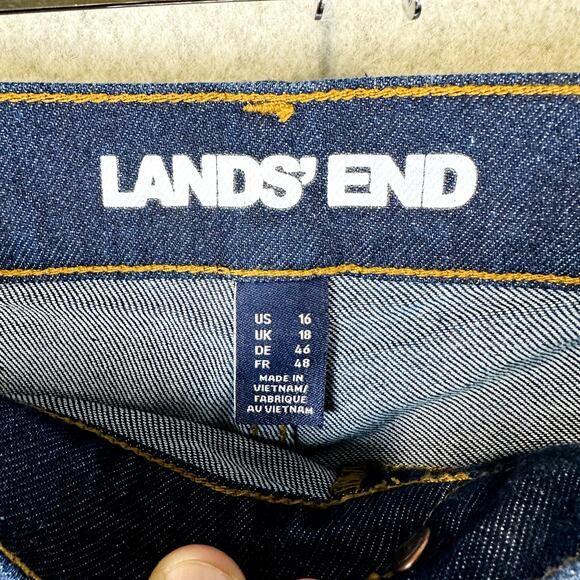 LANDS' END
US 16
UK 18
DE 46
FR 48
MADE IN
VIETNAM/
FABRIQUE
AU VIETNAM